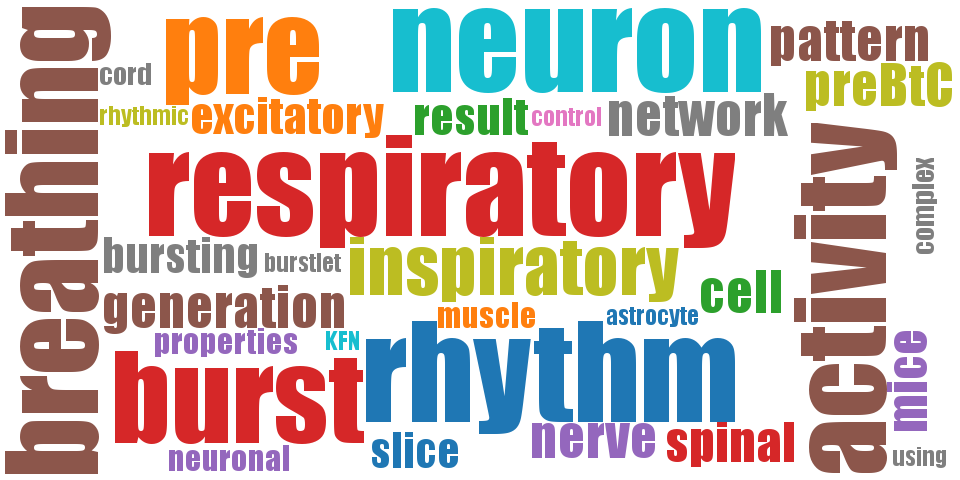 breathing
cord
pre
neuron
pattern
preBtC
rhythmic
excitatory
result
control
network
respiratory
activity
complex
bursting
burstlet
inspiratory
cell
generation
muscle
astrocyte
properties
KFN
rhythm
mice
burst
neuronal
slice
nerve
spinal
using